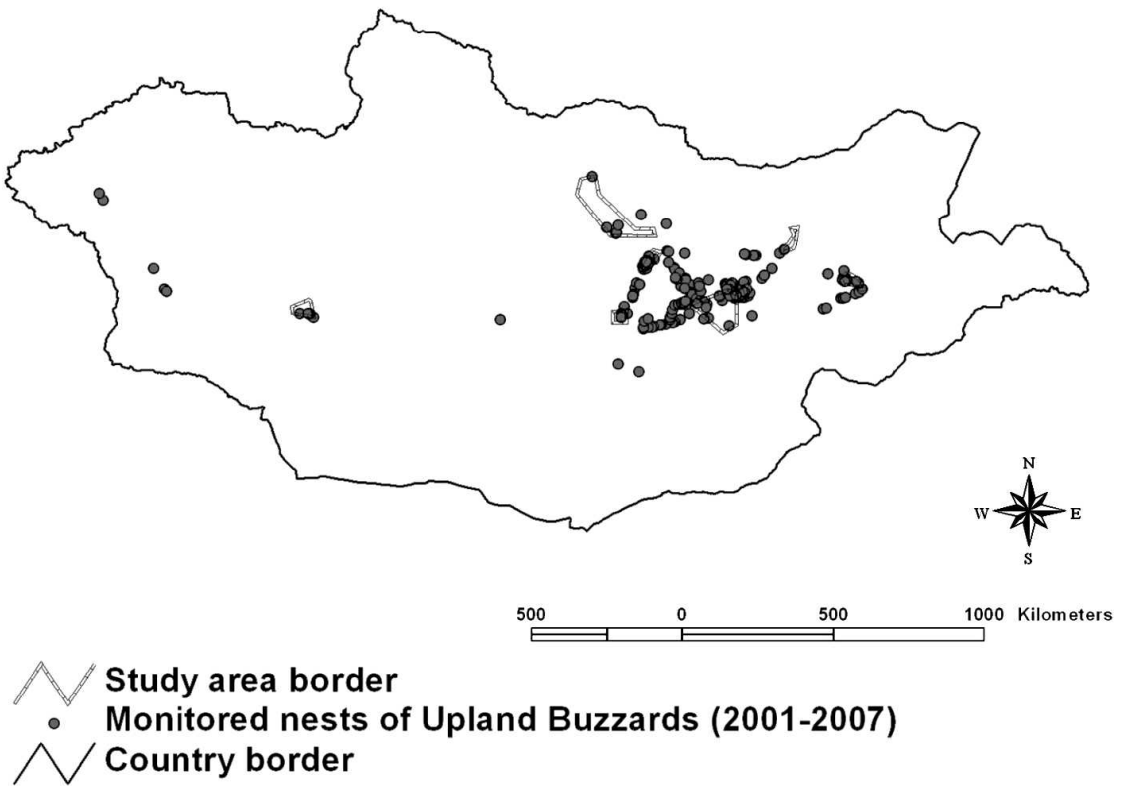 N
W E
S
500 0 500 1000 Kilometers
Study area border
Monitored nests of Upland Buzzards (2001-2007)
Country border